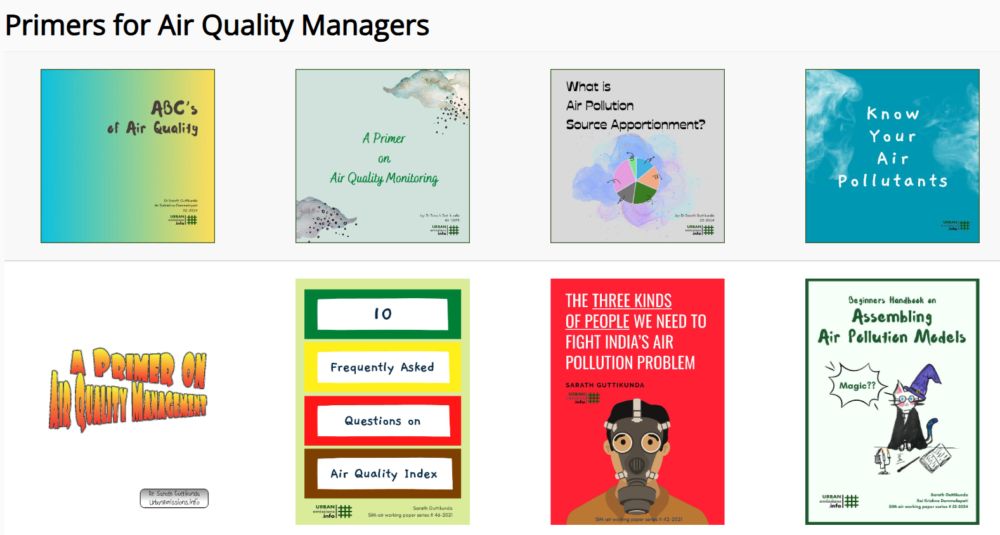 Primers for Air Quality Managers
ABC's
of Air Quality
Dr Sarath Guttikunda
Mr Saikrishna Dammalapati
02-2024
URBAN
emissions
.info
A Primer
on
Air Quality Monitoring
by: Dr Sarath Guttikunda
04-2023
URBAN
emissions
.info
What is
Air Pollution
Source Apportionment?
by: Dr Sarath Guttikunda
02-2024
URBAN
emissions
.info
Know
Your
Air
Pollutants
URBAN
emissions
.info
A PRIMER ON
AIR QUALITY MANAGEMENT
Dr. Sarath Guttikunda
UrbanEmissions.Info
10
Frequently Asked
Questions on
Air Quality Index
URBAN
emissions
.info
Sarath Guttikunda
SIM-air working paper series # 46-2021
THE THREE KINDS
OF PEOPLE WE NEED TO
FIGHT INDIA'S AIR
POLLUTION PROBLEM
SARATH GUTTIKUNDA
URBAN
emissions
.info
SIM-air working paper series # 42-2021
Beginners Handbook on
Assembling
Air Pollution Models
Magic??
URBAN
emissions
.info
Sarath Guttikunda
Sai Krishna Dammalapati
SIM-air working paper series # 52-2024